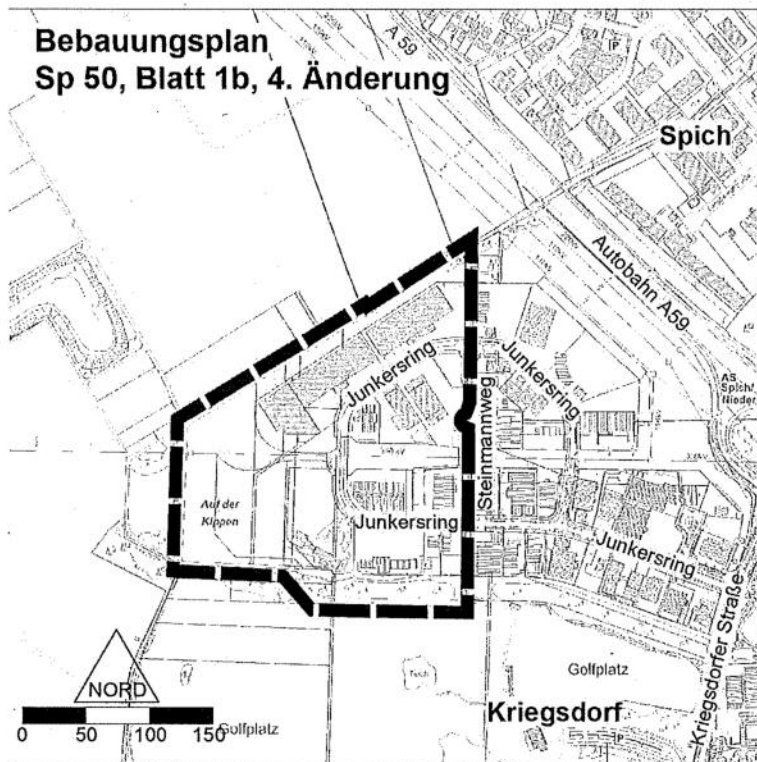 Bebauungsplan
Sp 50, Blatt 1b, 4. Änderung
A 59
P
Spich
Autobahn A59
Junkersring
Junkersring
AS
Spich/
Nieder
Steinmannweg
Auf der
Kippen
Junkersring
Junkersring
Kriegsdorfer Straße
Golfplatz
Teich
NORD
Kriegsdorf
0 50 100 150
Golfplatz
P